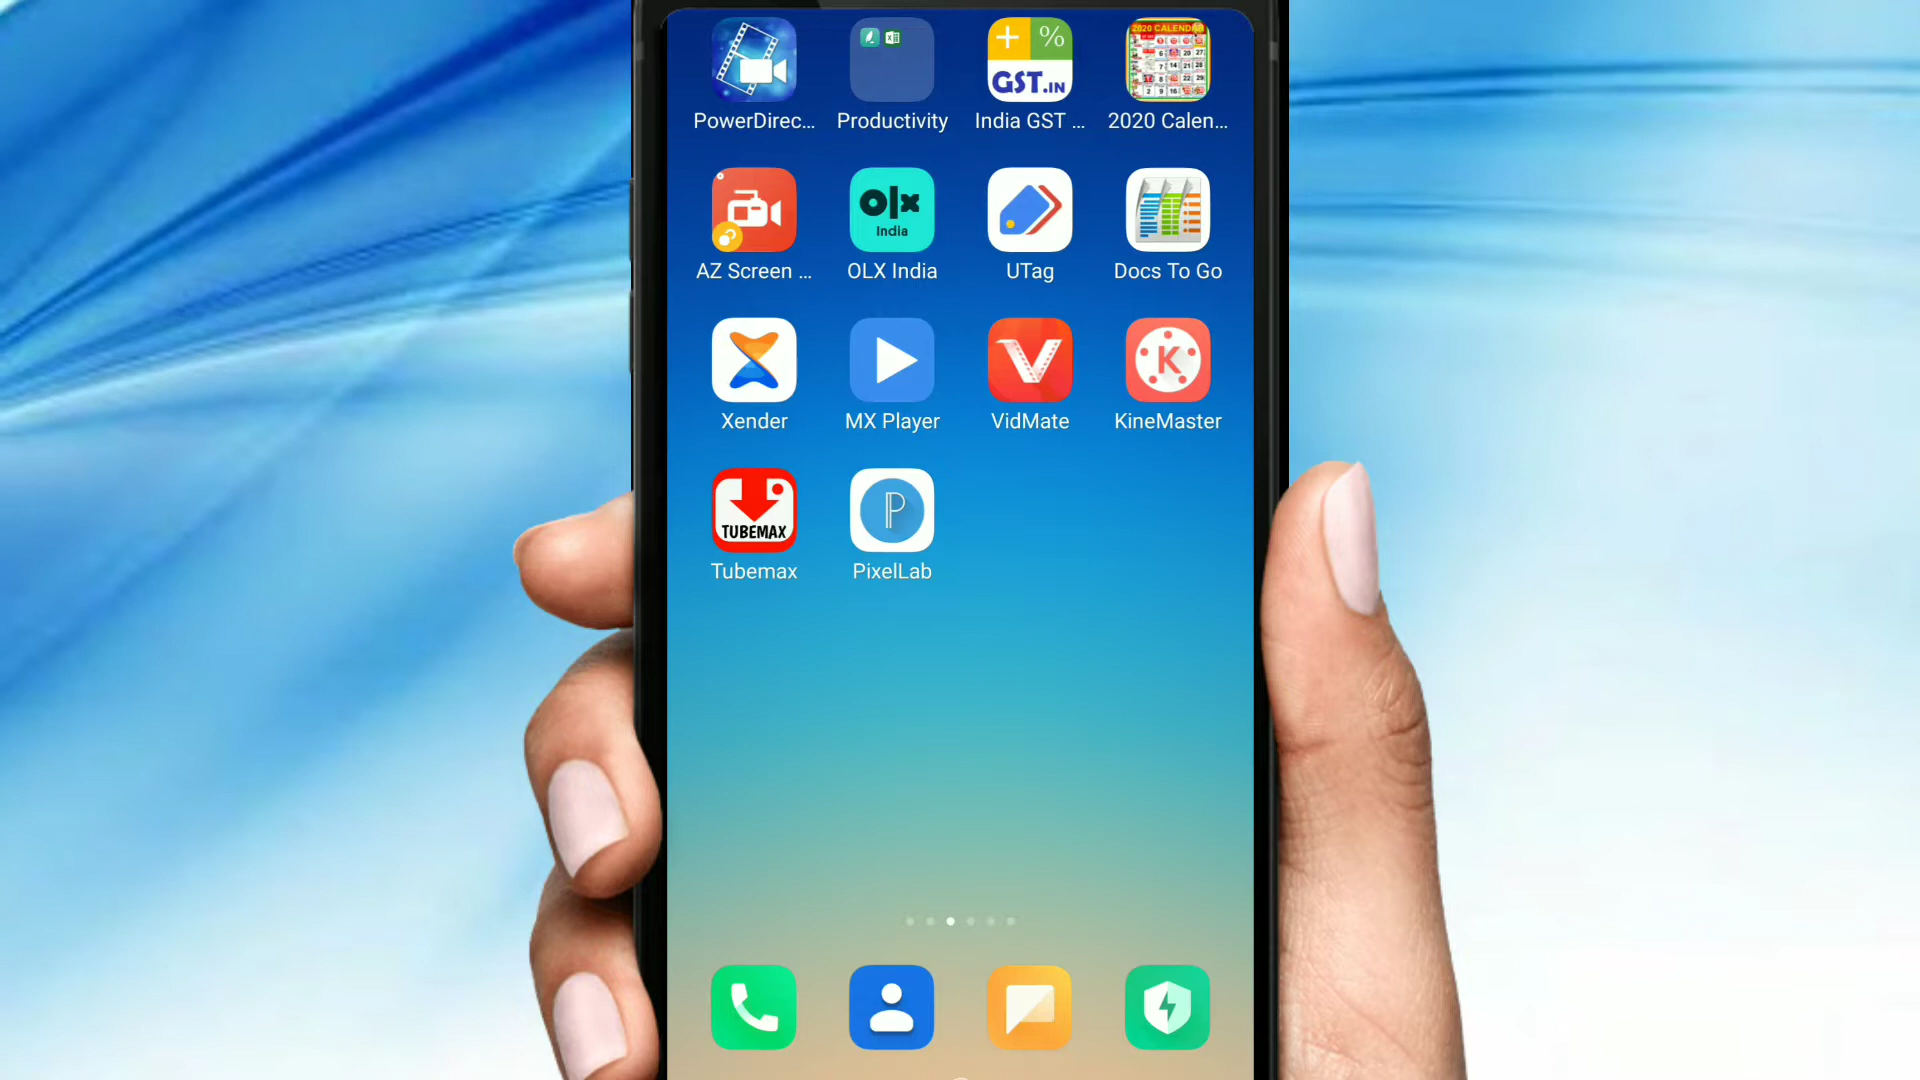 + %
GST.IN
2020 CALENDAR
PowerDirec... Productivity India GST ... 2020 Calen...
olx
India
AZ Screen ... OLX India UTag Docs To Go
K
Xender MX Player VidMate KineMaster
TUBEMAX
P
Tubemax PixelLab